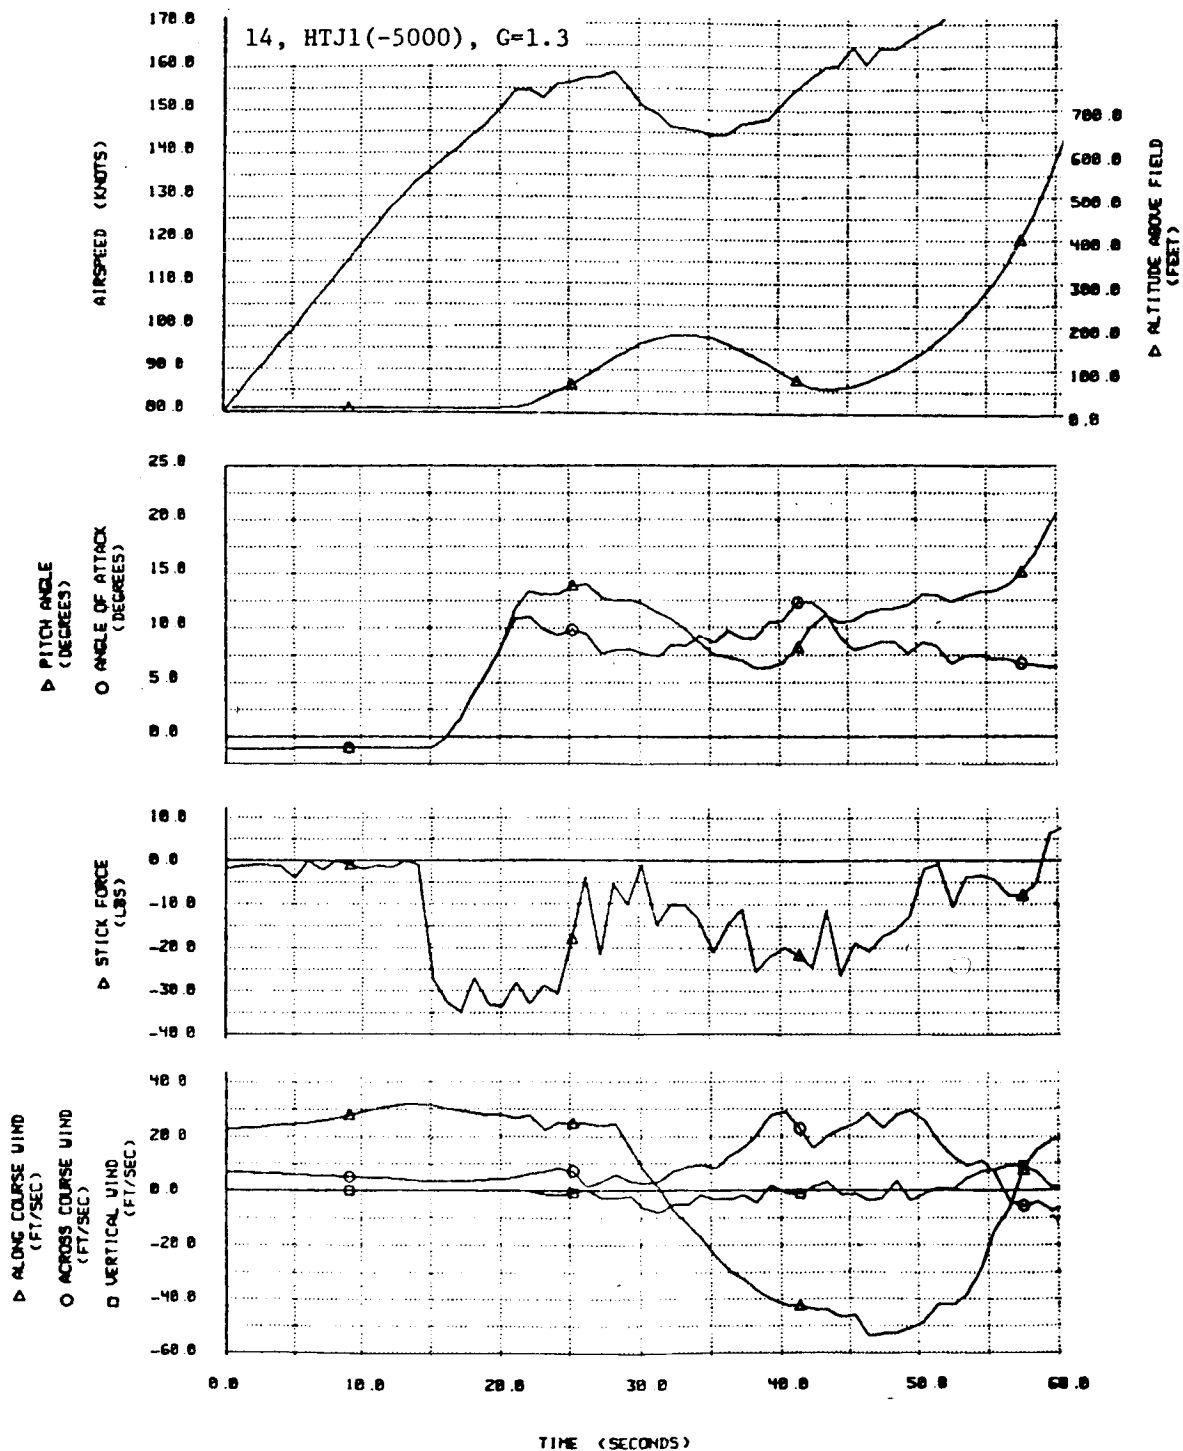 14, HTJ1(-5000), G=1.3
170.0
160.0
150.0
140.0
130.0
120.0
110.0
100.0
90 0
80.0
AIRSPEED (KNOTS)
700.0
600.0
500.0
400.0
300.0
200.0
100.0
0.0
ALTITUDE ABOVE FIELD
(FEET)
25.0
20.0
15.0
10.0
5.0
0.0
PITCH ANGLE
(DEGREES)
ANGLE OF ATTACK
(DEGREES)
10.0
0.0
-10.0
-20.0
-30.0
-40 0
STICK FORCE
(LBS)
40 0
20.0
0.0
-20.0
-40.0
-60.0
ALONG COURSE WIND
(FT/SEC)
ACROSS COURSE WIND
(FT/SEC)
VERTICAL WIND
(FT/SEC)
0.0 10.0 20.0 30.0 40.0 50.0 60.0
TIME (SECONDS)